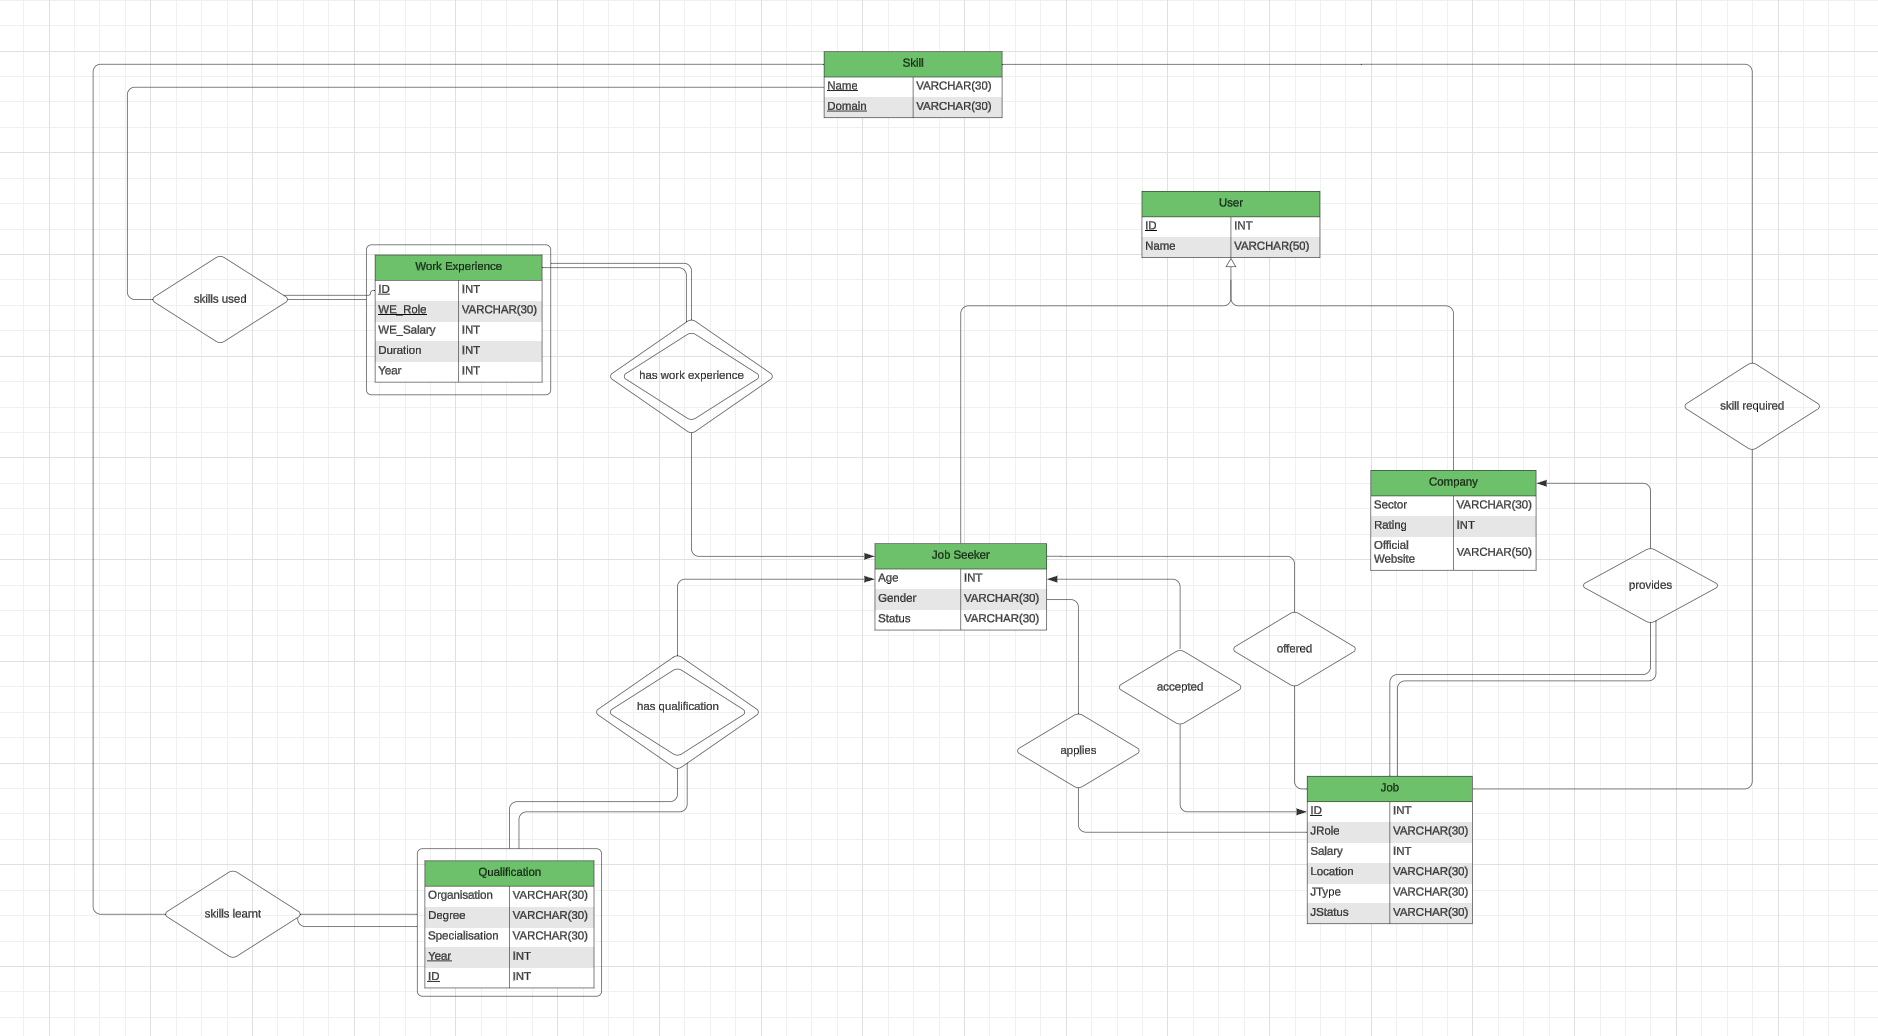 Skill
Name VARCHAR(30)
Domain VARCHAR(30)
User
ID INT
Name VARCHAR(50)
Work Experience
ID INT
WE_Role VARCHAR(30)
WE_Salary INT
Duration INT
Year INT
skills used
has work experience
skill required
Company
Sector VARCHAR(30)
Rating INT
Official
Website VARCHAR(50)
Job Seeker
Age INT
Gender VARCHAR(30)
Status VARCHAR(30)
provides
offered
accepted
applies
has qualification
Job
ID INT
JRole VARCHAR(30)
Salary INT
Location VARCHAR(30)
JType VARCHAR(30)
JStatus VARCHAR(30)
Qualification
Organisation VARCHAR(30)
Degree VARCHAR(30)
Specialisation VARCHAR(30)
Year INT
ID INT
skills learnt